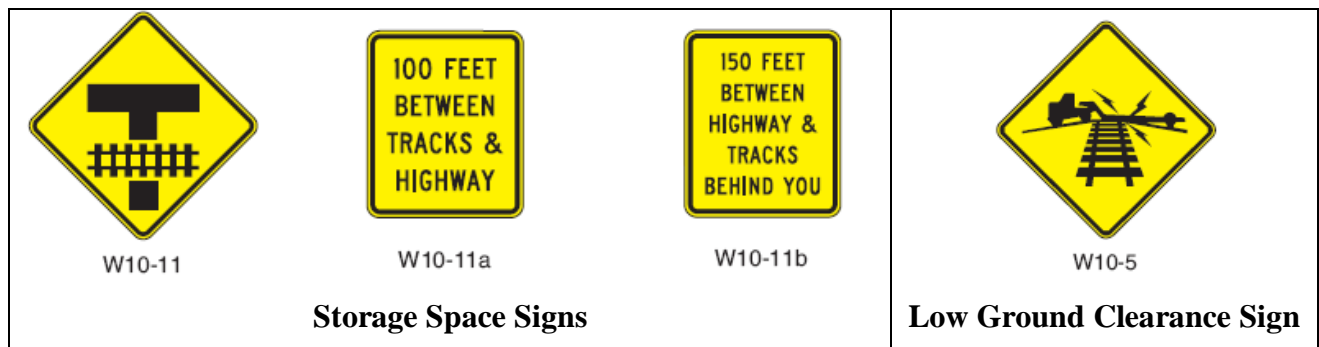 100 FEET
BETWEEN
TRACKS &
HIGHWAY
150 FEET
BETWEEN
HIGHWAY &
TRACKS
BEHIND YOU
W10-11
W10-11a
W10-11b
W10-5
Storage Space Signs
Low Ground Clearance Sign